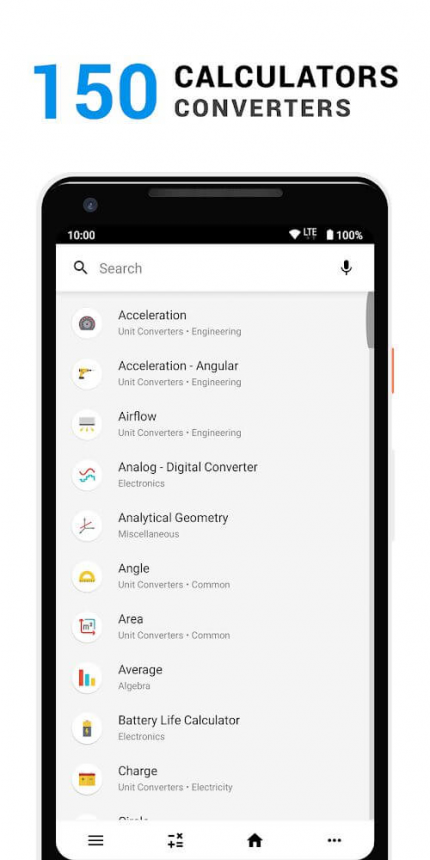 150 CALCULATORS
CONVERTERS
10:00 LTE 100%
Search
Acceleration
Unit Converters • Engineering
Acceleration - Angular
Unit Converters • Engineering
Airflow
Unit Converters • Engineering
Analog - Digital Converter
Electronics
Analytical Geometry
Miscellaneous
Angle
Unit Converters • Common
m²
Area
Unit Converters • Common
Average
Algebra
Battery Life Calculator
Electronics
Charge
Unit Converters • Electricity